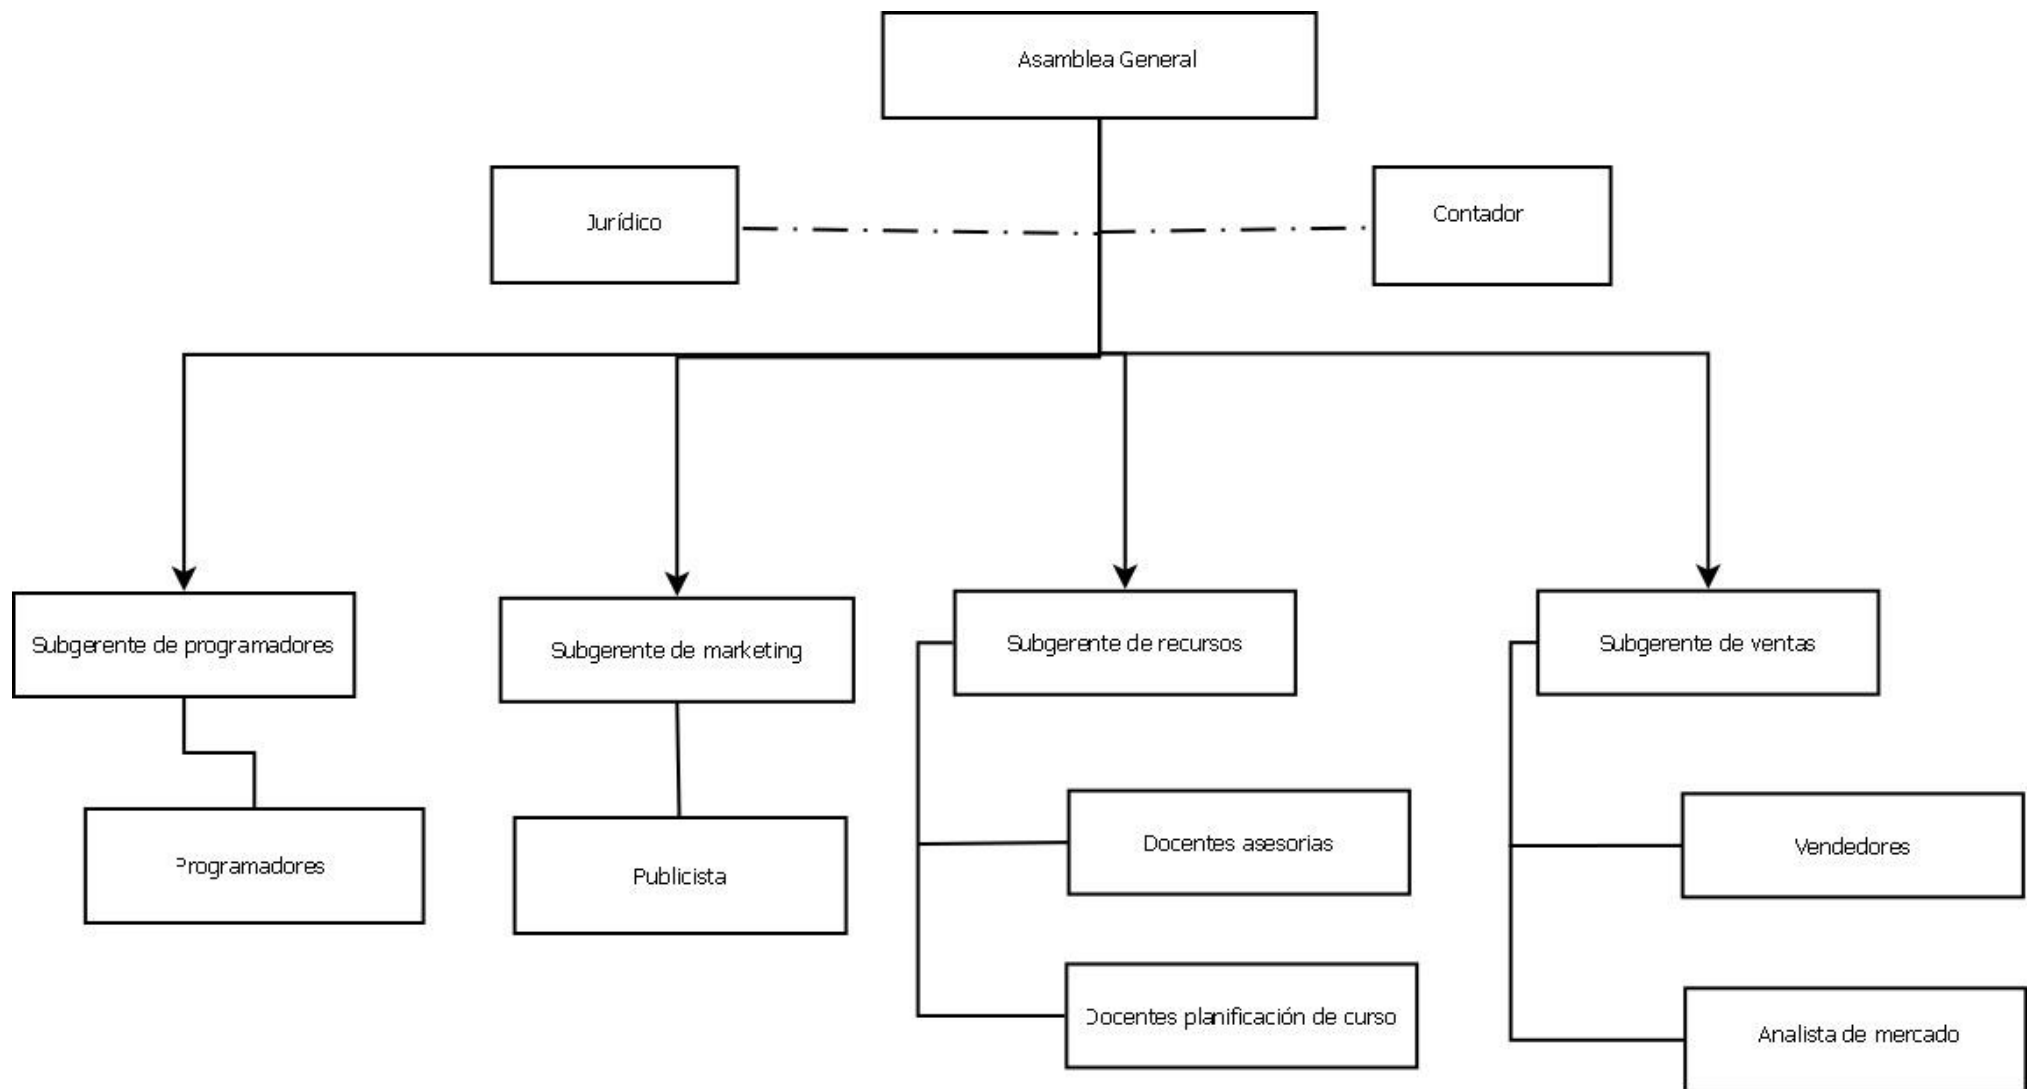 Asamblea General
Jurídico
Contador
Subgerente de programadores
Subgerente de marketing
Subgerente de recursos
Subgerente de ventas
Programadores
Publicista
Docentes asesorias
Vendedores
Docentes planificación de curso
Analista de mercado